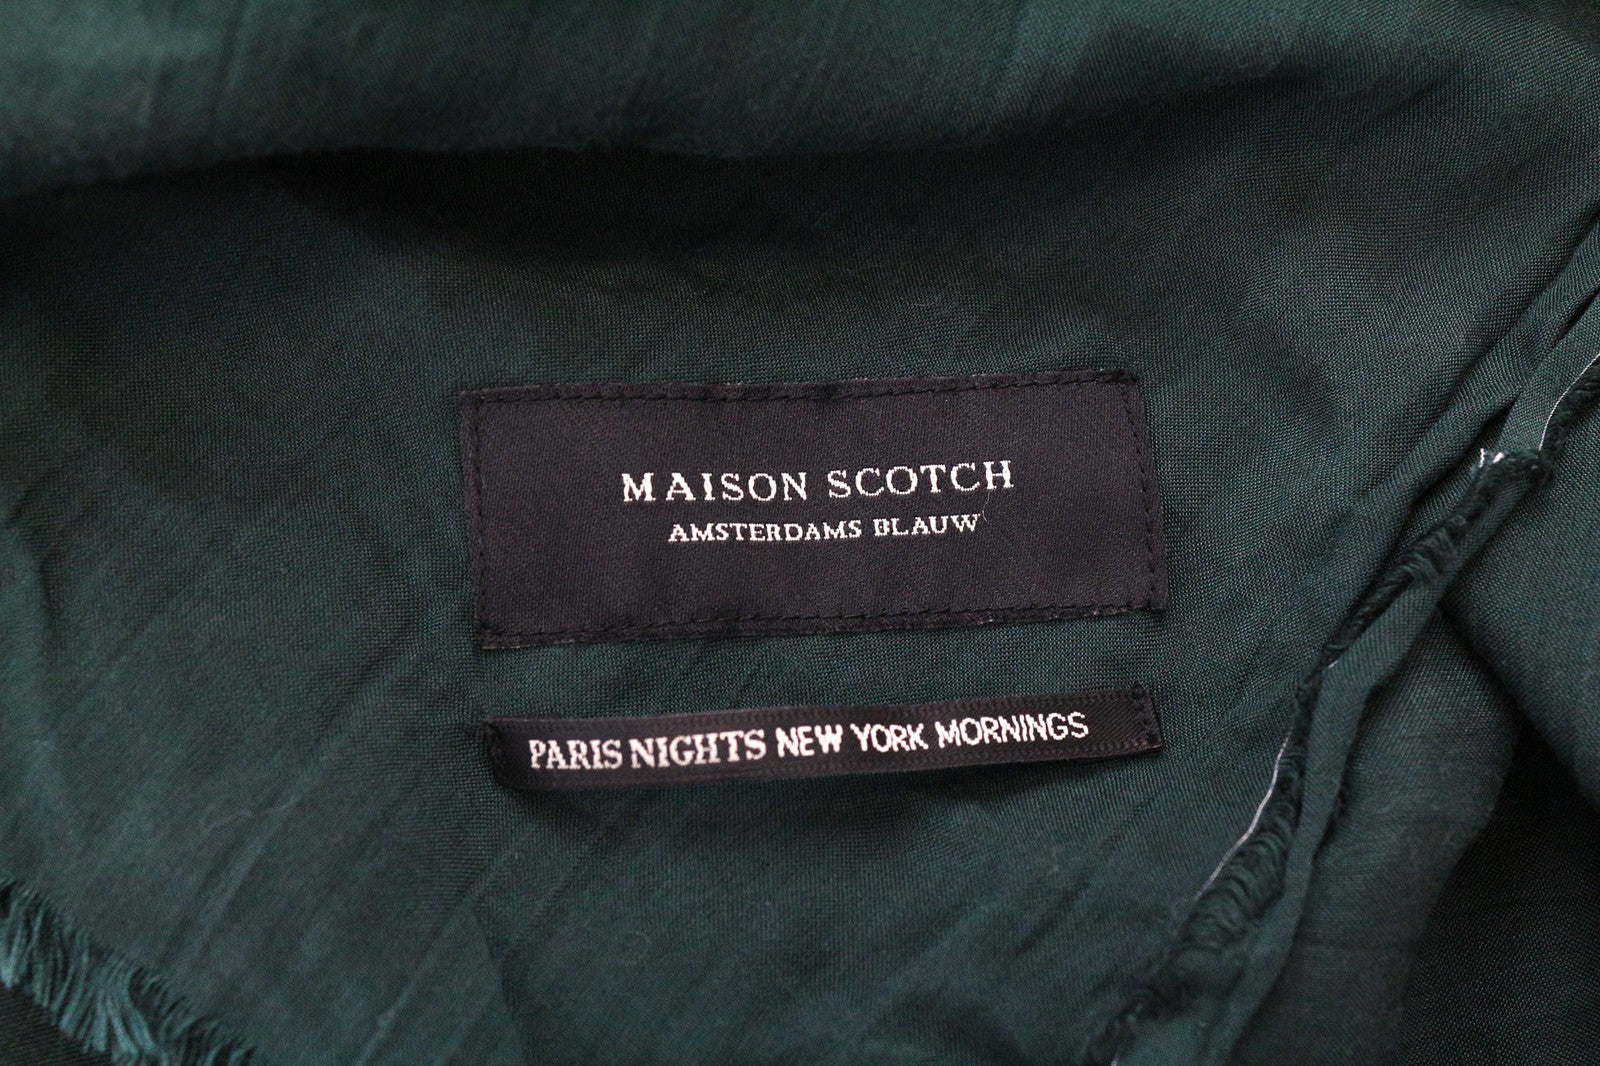 MAISON SCOTCH
AMSTERDAMS BLAUW
PARIS NIGHTS NEW YORK MORNINGS